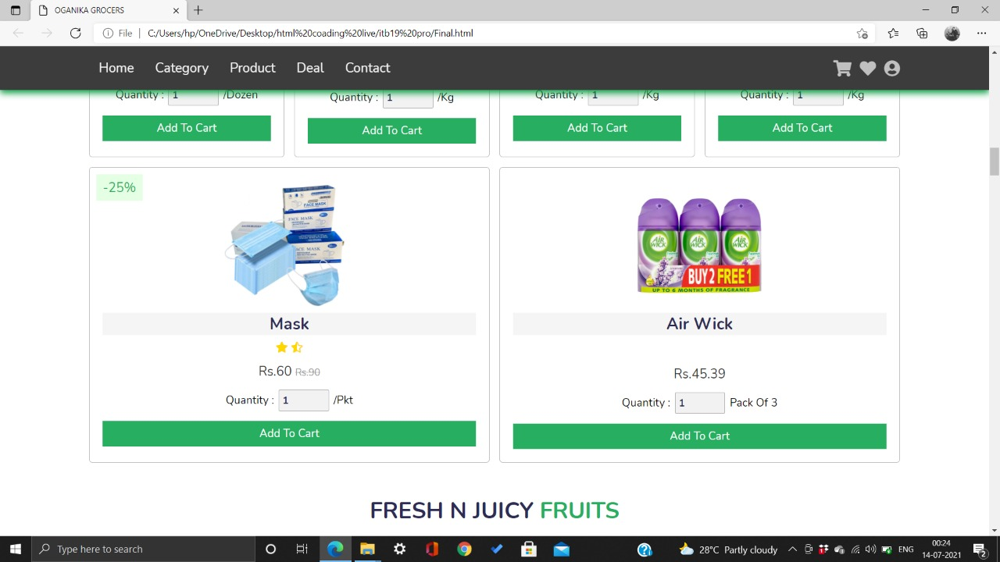 OGANIKA GROCERS
File
C:/Users/hp/OneDrive/Desktop/html%20coading%20live/itb19%20pro/Final.html
Home Category Product Deal Contact
Quantity : 1 /Dozen
Quantity : 1 /Kg
Quantity : 1 /Kg
Quantity : 1 /Kg
Add To Cart
Add To Cart
Add To Cart
Add To Cart
-25%
FACE MASK
FACE MASK
FACE MASK
Mask
Rs.60 Rs.90
Quantity : 1 /Pkt
Add To Cart
AIR WICK
AIR WICK
AIR WICK
BUY 2 FREE 1
UP TO 6 MONTHS OF FRAGRANCE
Air Wick
Rs.45.39
Quantity : 1 Pack Of 3
Add To Cart
FRESH N JUICY FRUITS
Type here to search
28°C Partly cloudy
ENG
00:24
14-07-2021
2